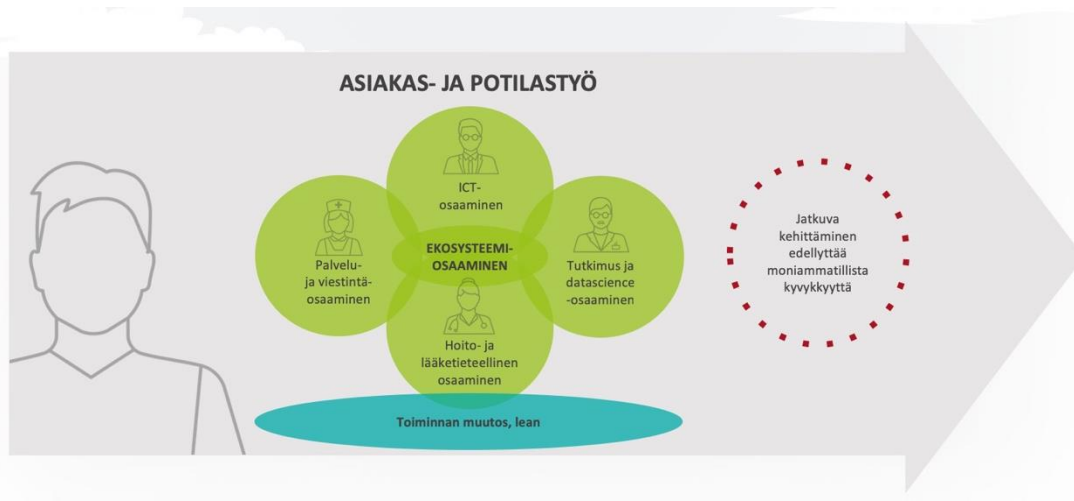 ASIAKAS- JA POTILASTYÖ
ICT-
osaaminen
Palvelu-
ja viestintä-
osaaminen
EKOSYSTEEMI-
OSAAMINEN
Tutkimus ja
datascience
-osaaminen
Hoito- ja
lääketieteellinen
osaaminen
Toiminnan muutos, lean
Jatkuva
kehittäminen
edellyttää
moniammatillista
kyvykkyyttä